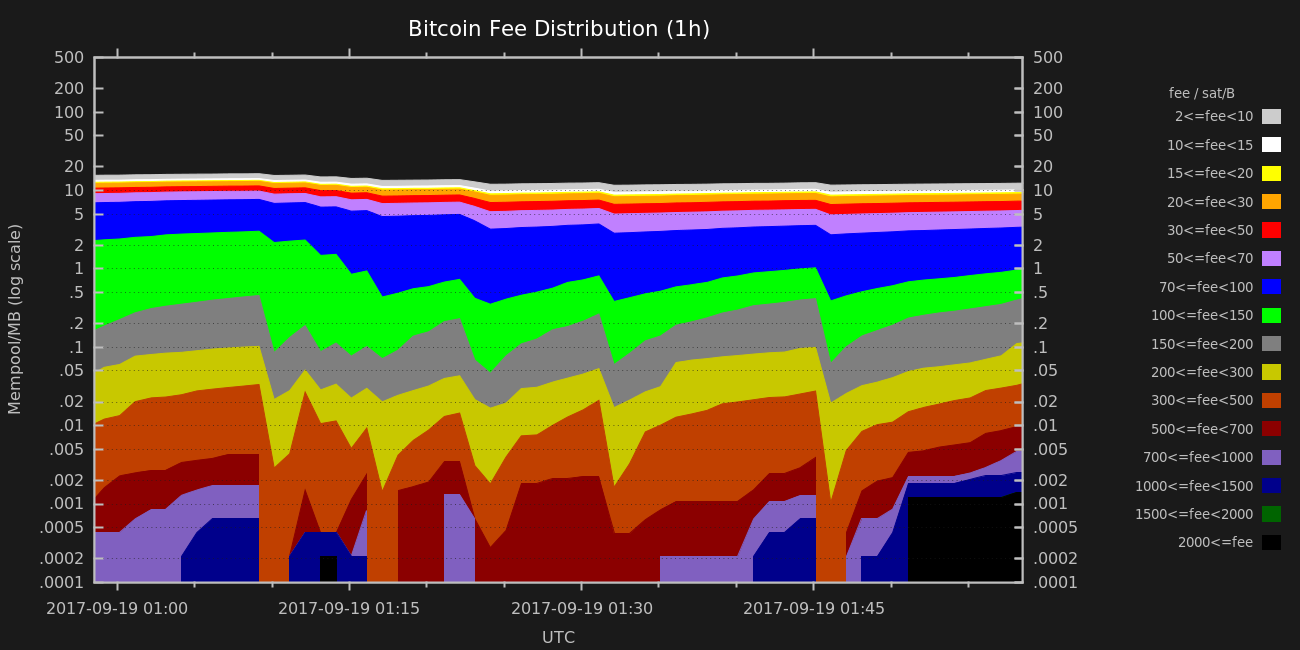 Bitcoin Fee Distribution (1h)
Mempool/MB (log scale)
500
200
100
50
20
10
5
2
1
.5
.2
.1
.05
.02
.01
.005
.002
.001
.0005
.0002
.0001
500
200
100
50
20
10
5
2
1
.5
.2
.1
.05
.02
.01
.005
.002
.001
.0005
.0002
.0001
2017-09-19 01:00
2017-09-19 01:15
2017-09-19 01:30
2017-09-19 01:45
UTC
fee / sat/B
2<=fee<10
10<=fee<15
15<=fee<20
20<=fee<30
30<=fee<50
50<=fee<70
70<=fee<100
100<=fee<150
150<=fee<200
200<=fee<300
300<=fee<500
500<=fee<700
700<=fee<1000
1000<=fee<1500
1500<=fee<2000
2000<=fee